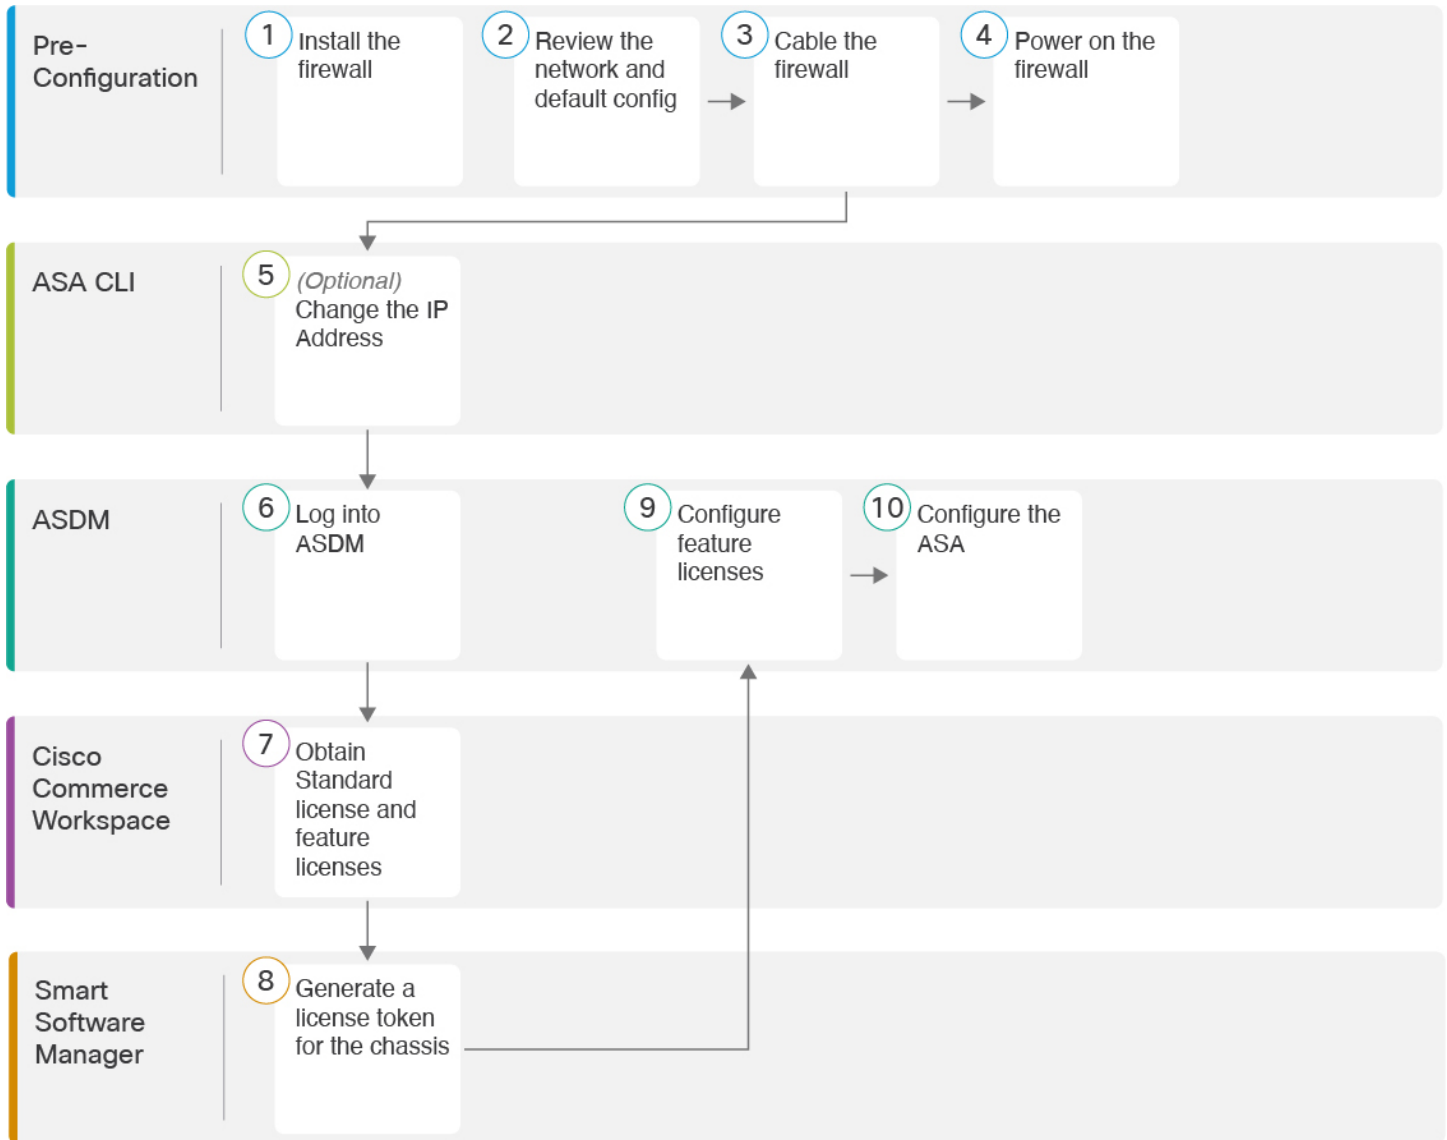 Pre-
Configuration
1
Install the
firewall
2
Review the
network and
default config
3
Cable the
firewall
4
Power on the
firewall
ASA CLI
5
(Optional)
Change the IP
Address
ASDM
6
Log into
ASDM
9
Configure
feature
licenses
10
Configure the
ASA
Cisco
Commerce
Workspace
7
Obtain
Standard
license and
feature
licenses
Smart
Software
Manager
8
Generate a
license token
for the chassis